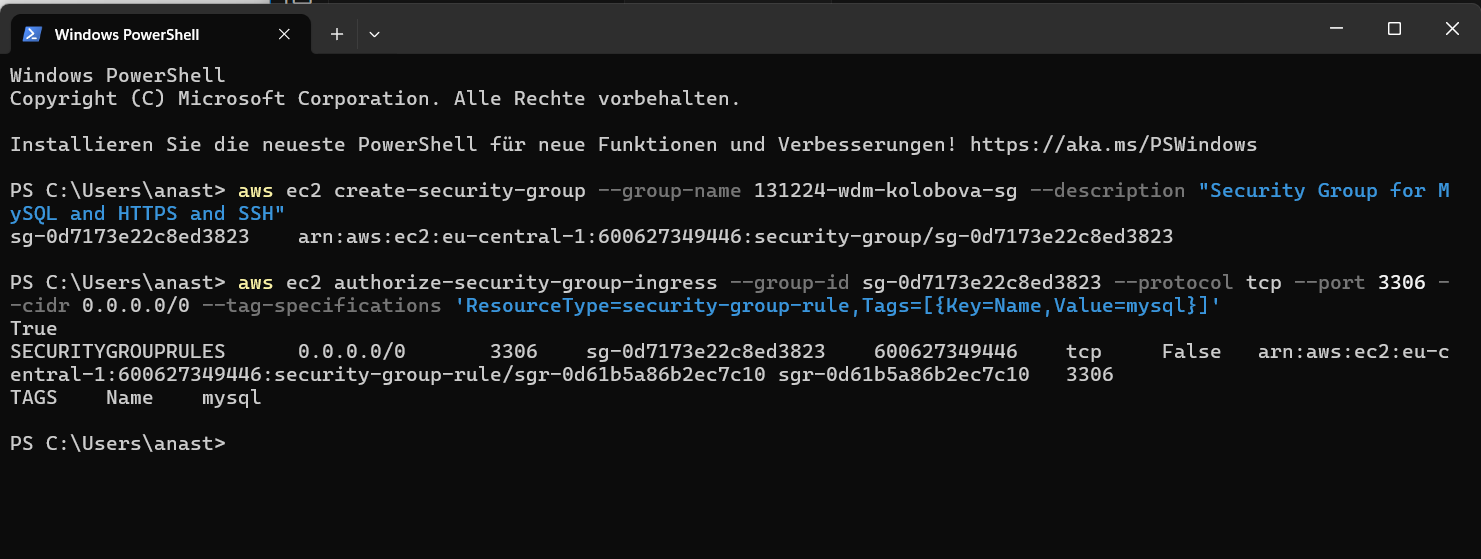 Windows PowerShell
Windows PowerShell
Copyright (C) Microsoft Corporation. Alle Rechte vorbehalten.
Installieren Sie die neueste PowerShell für neue Funktionen und Verbesserungen! https://aka.ms/PSWindows
PS C:\Users\anast> aws ec2 create-security-group --group-name 131224-wdm-kolobova-sg --description "Security Group for M
ySQL and HTTPS and SSH"
sg-0d7173e22c8ed3823    arn:aws:ec2:eu-central-1:600627349446:security-group/sg-0d7173e22c8ed3823
PS C:\Users\anast> aws ec2 authorize-security-group-ingress --group-id sg-0d7173e22c8ed3823 --protocol tcp --port 3306 -
-cidr 0.0.0.0/0 --tag-specifications 'ResourceType=security-group-rule,Tags=[{Key=Name,Value=mysql}]'
True
SECURITYGROUPRULES      0.0.0.0/0       3306    sg-0d7173e22c8ed3823    600627349446    tcp     False   arn:aws:ec2:eu-c
entral-1:600627349446:security-group-rule/sgr-0d61b5a86b2ec7c10 sgr-0d61b5a86b2ec7c10   3306
TAGS    Name    mysql
PS C:\Users\anast>